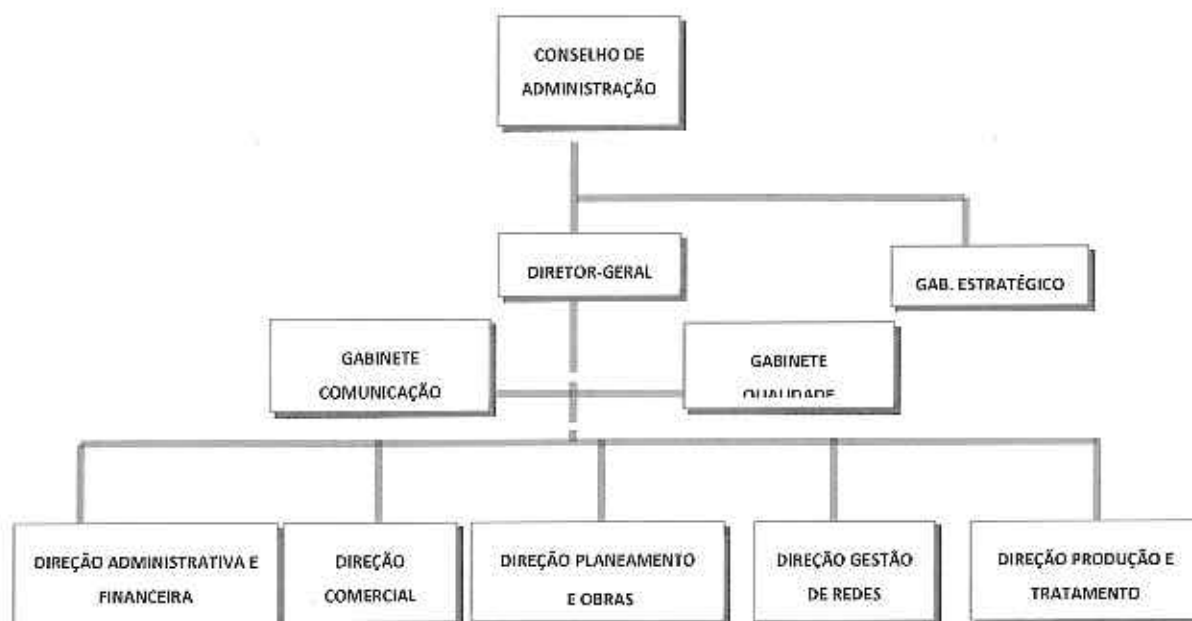 CONSELHO DE
ADMINISTRAÇÃO
DIRETOR-GERAL
GAB. ESTRATÉGICO
GABINETE
COMUNICAÇÃO
GABINETE
QUALIDADE
DIREÇÃO ADMINISTRATIVA E
FINANCEIRA
DIREÇÃO
COMERCIAL
DIREÇÃO PLANEAMENTO
E OBRAS
DIREÇÃO GESTÃO
DE REDES
DIREÇÃO PRODUÇÃO E
TRATAMENTO